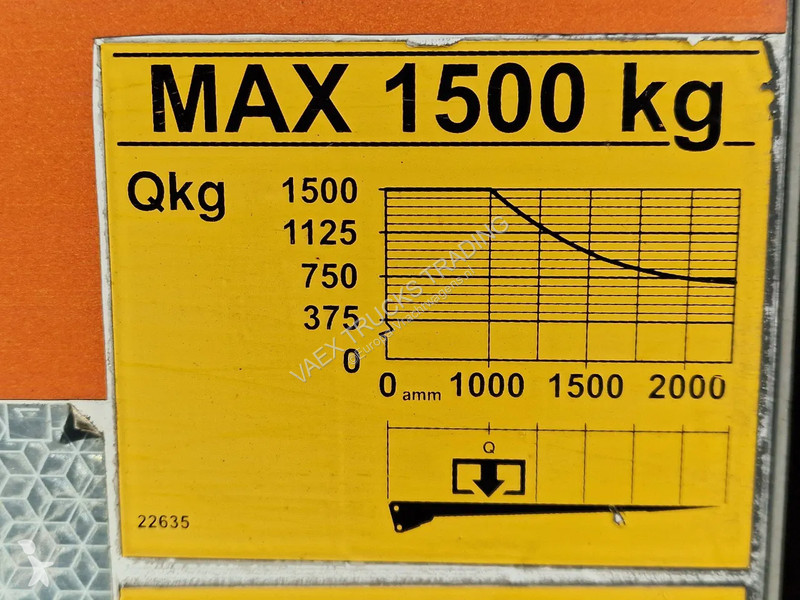 MAX 1500 kg
Qkg
1500
1125
750
375
0
0 amm 1000 1500 2000
Q
22635
VAEX TRUCKS TRADING